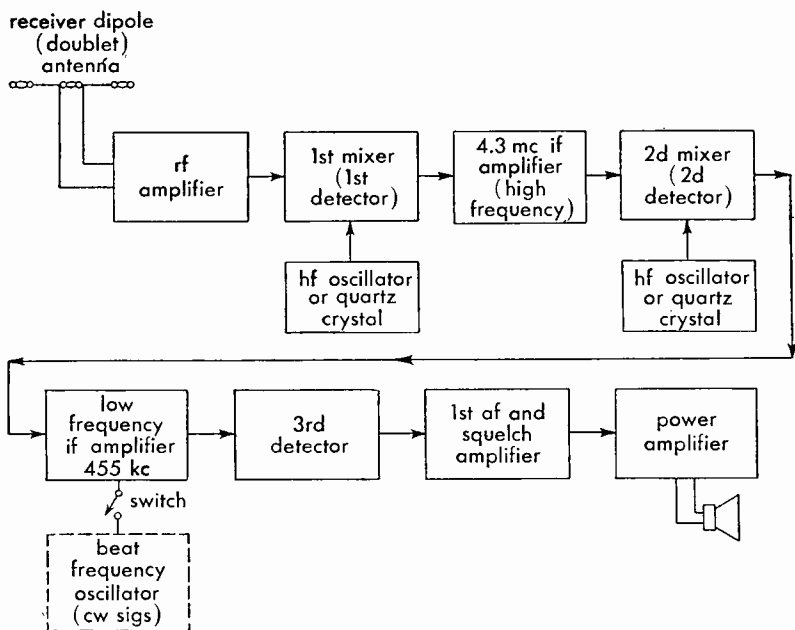 receiver dipole
(doublet)
antenna
rf
amplifier
1st mixer
(1st
detector)
4.3 mc if
amplifier
(high
frequency)
2d mixer
(2d
detector)
hf oscillator
or quartz
crystal
hf oscillator
or quartz
crystal
low
frequency
if amplifier
455 kc
3rd
detector
1st af and
squelch
amplifier
power
amplifier
switch
beat
frequency
oscillator
(cw sigs)